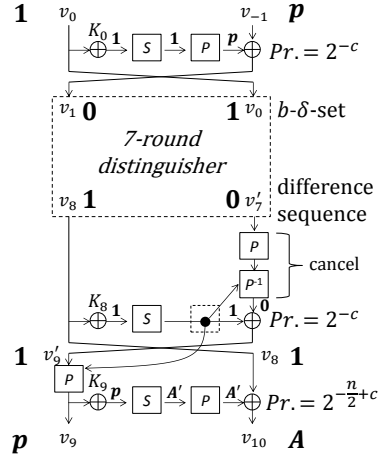 1 v₀ v₋₁ p
K₀ 1 S 1 P p Pr. = 2^{-c}
v₁ 0 1 v₀ b-δ-set
7-round
distinguisher
v₈ 1 0 v′₇ difference
sequence
P
P⁻¹ cancel
K₈ 1 S 1 0 Pr. = 2^{-c}
1 v′₉ v₈ 1
P K₉ p S A′ P A′ Pr. = 2^{-n/2+c}
p v₉ v₁₀ A